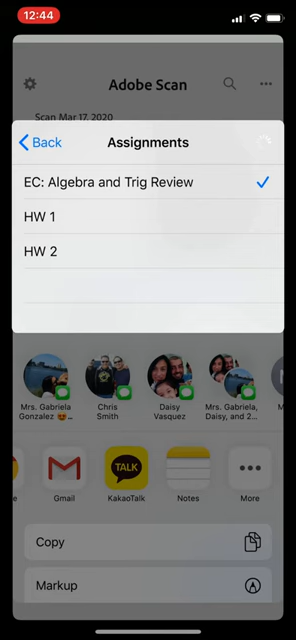 12:44
Adobe Scan
Scan Mar 17, 2020
Back
Assignments
EC: Algebra and Trig Review
HW 1
HW 2
Mrs. Gabriela
Gonzalez 😍...
Chris
Smith
Daisy
Vasquez
Mrs. Gabriela,
Daisy, and 2...
M
e
Gmail
TALK
KakaoTalk
Notes
More
Copy
Markup